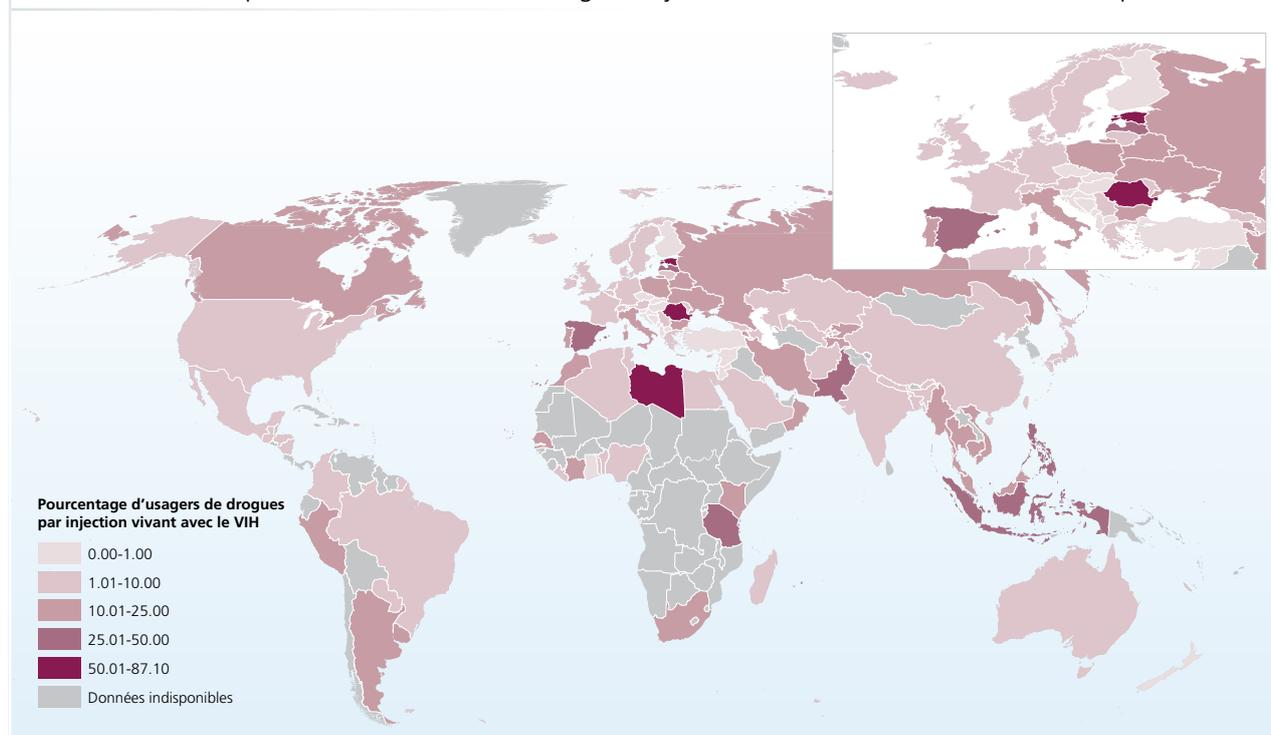 Pourcentage d’usagers de drogues
par injection vivant avec le VIH
0.00-1.00
1.01-10.00
10.01-25.00
25.01-50.00
50.01-87.10
Données indisponibles